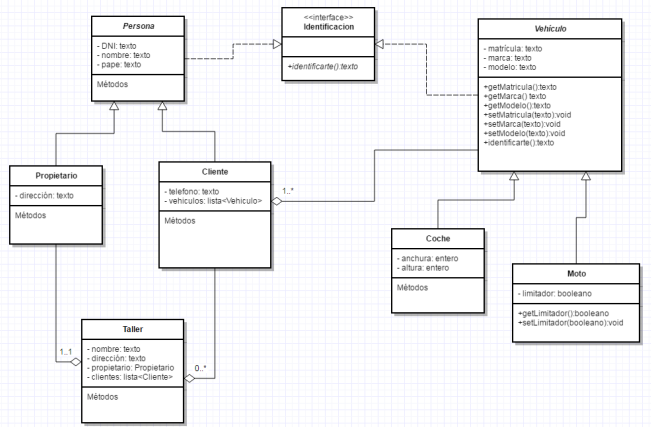 Persona
- DNI: texto
- nombre: texto
- pape: texto
Métodos
<<interface>>
Identificacion
+identificarte():texto
Vehículo
- matrícula: texto
- marca: texto
- modelo: texto
+getMatricula():texto
+getMarca() texto
+getModelo():texto
+setMatricula(texto):void
+setMarca(texto):void
+setModelo(texto):void
+identificarte():texto
Propietario
- dirección: texto
Métodos
Cliente
- telefono: texto
- vehiculos: lista<Vehiculo>
Métodos
1..*
Coche
- anchura: entero
- altura: entero
Métodos
Moto
- limitador: booleano
+getLimitador():booleano
+setLimitador(booleano):void
Taller
- nombre: texto
- dirección: texto
- propietario: Propietario
- clientes: lista<Cliente>
Métodos
1..1
0..*